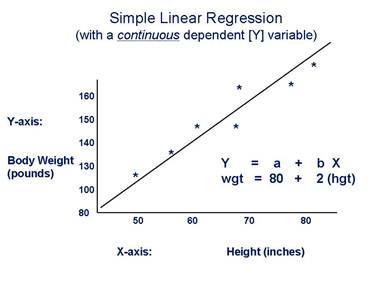 Simple Linear Regression
(with a continuous dependent [Y] variable)
Y-axis:
Body Weight
(pounds)
160
150
140
130
100
80
50
60
70
80
Y = a + b X
wgt = 80 + 2 (hgt)
X-axis:
Height (inches)